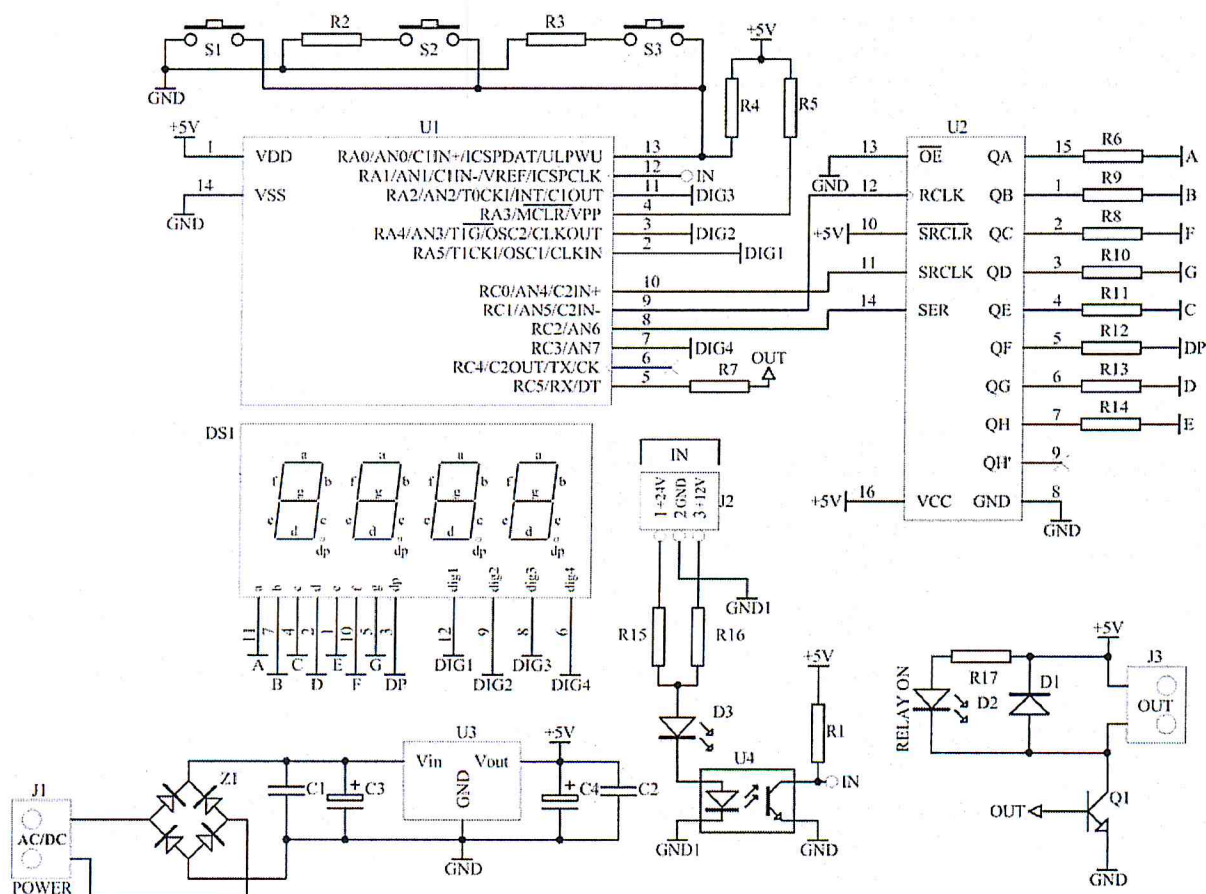 S1
R2
S2
R3
S3
+5V
GND
R4
R5
+5V
U1
1 VDD
14 VSS
GND
RA0/AN0/C1IN+/ICSPDAT/ULPWU 13
RA1/AN1/C1IN-/VREF/ICSPCLK 12 IN
RA2/AN2/T0CKI/INT/C1OUT 11 DIG3
RA3/MCLR/VPP 4
RA4/AN3/T1G/OSC2/CLKOUT 3 DIG2
RA5/T1CKI/OSC1/CLKIN 2 DIG1
RC0/AN4/C2IN+ 10
RC1/AN5/C2IN- 9
RC2/AN6 8
RC3/AN7 7 DIG4
RC4/C2OUT/TX/CK 6
RC5/RX/DT 5 R7 OUT
U2
13 OE QA 15 R6 A
GND
12 RCLK QB 1 R9 B
+5V 10 SRCLR QC 2 R8 F
11 SRCLK QD 3 R10 G
14 SER QE 4 R11 C
QF 5 R12 DP
QG 6 R13 D
QH 7 R14 E
QH' 9
+5V 16 VCC GND 8
GND
DS1
a a a a
f b f b f b f b
g g g g
e c e c e c e c
d d d d
dp dp dp dp
a b c d e f g dp dig1 dig2 dig3 dig4
11 7 4 2 1 10 5 3 12 9 8 6
A C E G DIG1 DIG3
B D F DP DIG2 DIG4
IN
J2
1 +24V
2 GND
3 +12V
GND1
R15
R16
D3
+5V
R1
U4
IN
GND1
GND
J1
AC/DC
POWER
Z1
C1
C3
+
U3
Vin Vout
GND
+5V
+
C4
C2
GND
+5V
J3
R17
D1
D2
RELAY ON
OUT
OUT
Q1
GND